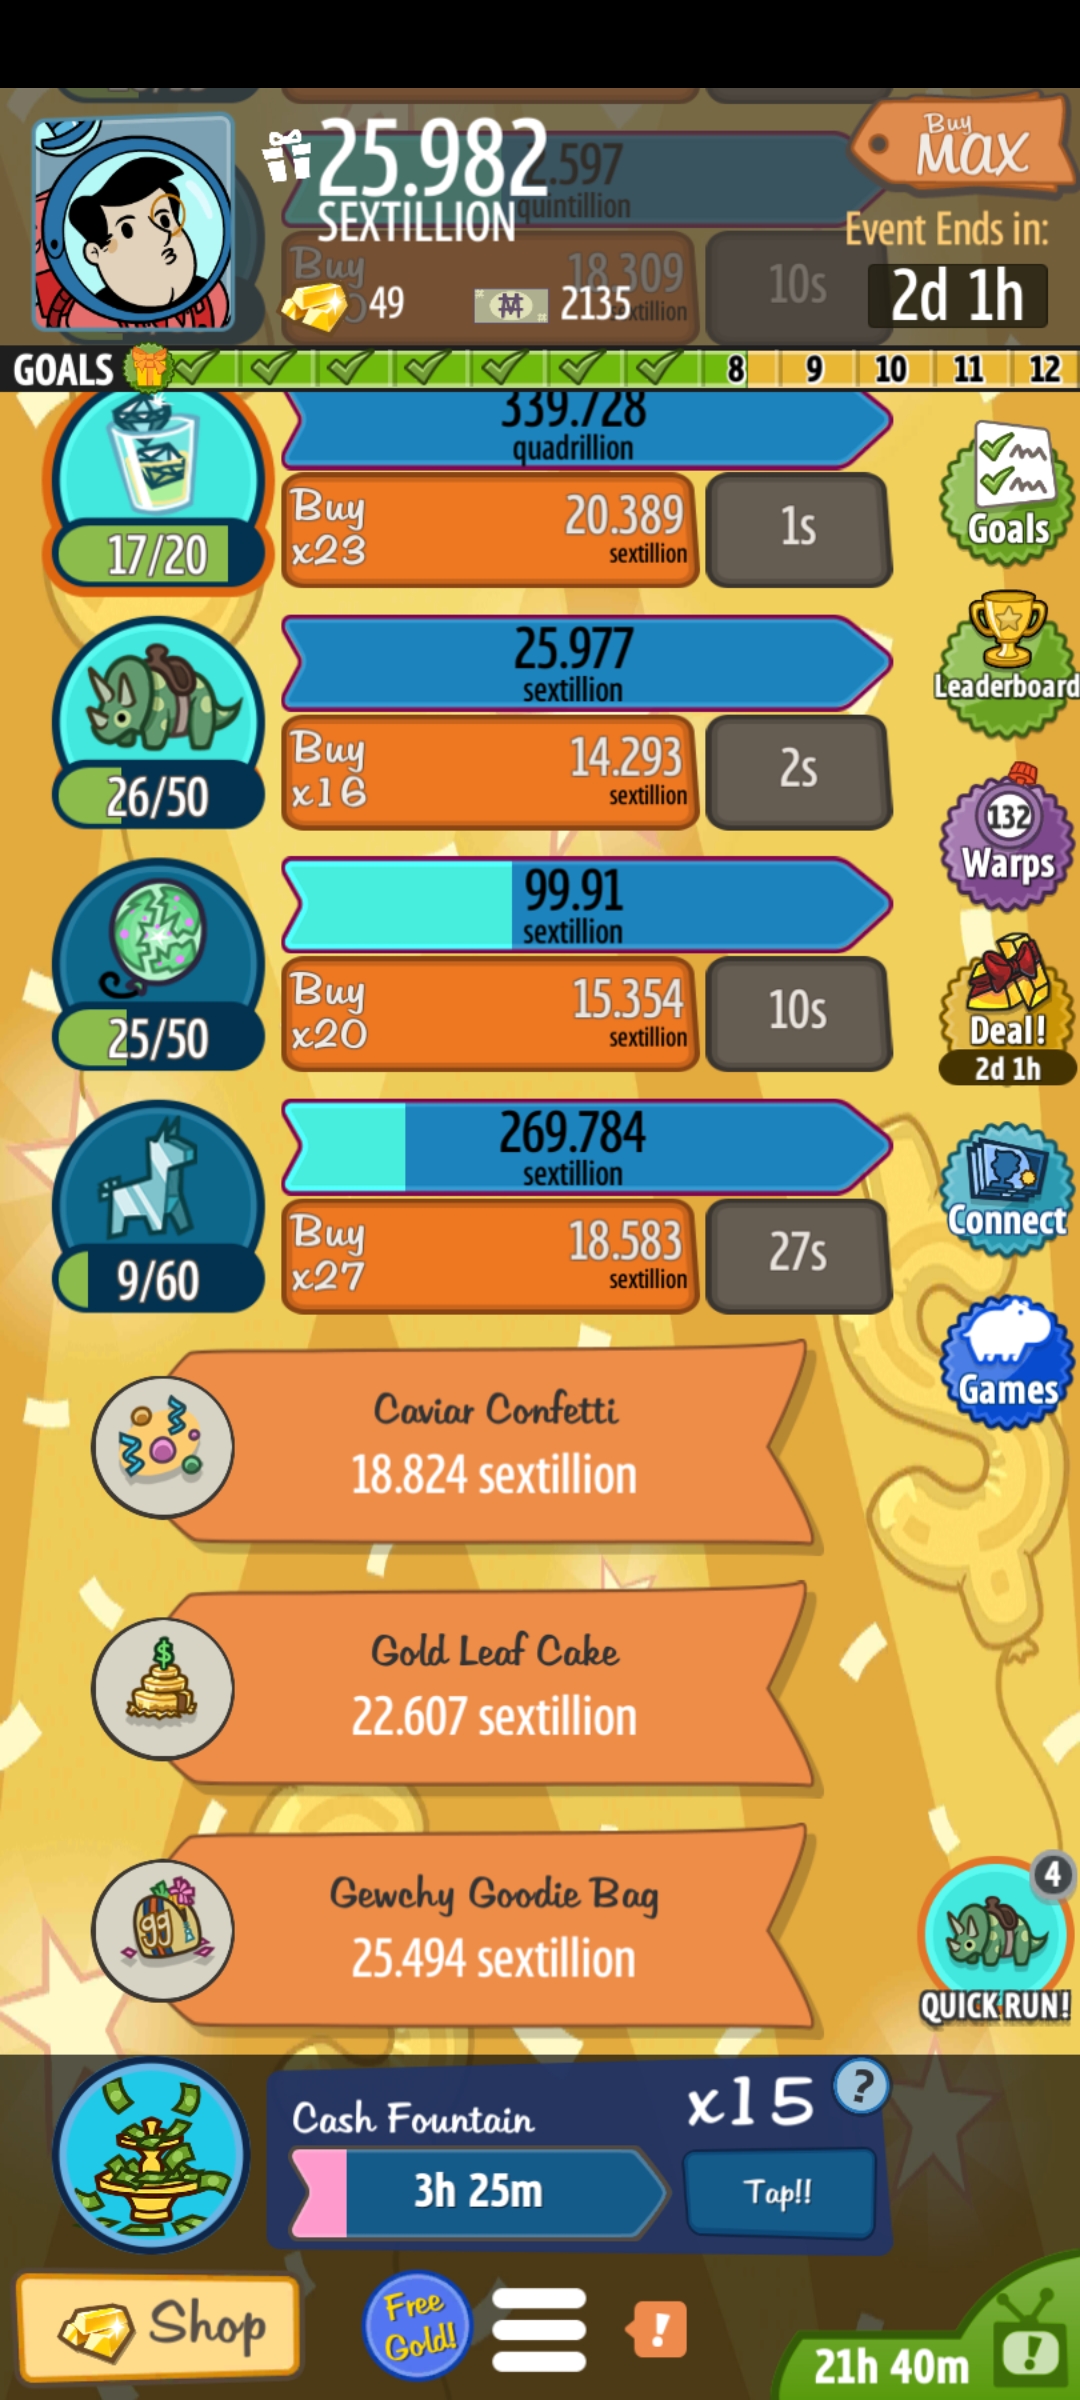 25.982
SEXTILLION
2.597
quintillion
Buy
MAX
Event Ends in:
2d 1h
Buy
18.309
10s
49
2135
GOALS
8
9
10
11
12
339.728
quadrillion
17/20
Buy
x23
20.389
sextillion
1s
Goals
25.977
sextillion
26/50
Buy
x16
14.293
sextillion
2s
Leaderboard
99.91
sextillion
25/50
Buy
x20
15.354
sextillion
10s
132
Warps
Deal!
2d 1h
269.784
sextillion
9/60
Buy
x27
18.583
sextillion
27s
Connect
Games
Caviar Confetti
18.824 sextillion
Gold Leaf Cake
22.607 sextillion
Gewchy Goodie Bag
25.494 sextillion
4
QUICK RUN!
Cash Fountain
x15
?
3h 25m
Tap!!
Shop
Free
Gold!
!
21h 40m
!